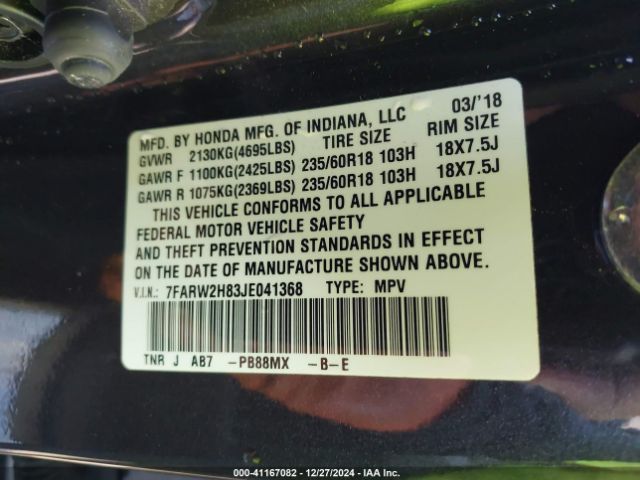 MFD. BY HONDA MFG. OF INDIANA, LLC 03/'18
GVWR 2130KG(4695LBS) TIRE SIZE RIM SIZE
GAWR F 1100KG(2425LBS) 235/60R18 103H 18X7.5J
GAWR R 1075KG(2369LBS) 235/60R18 103H 18X7.5J
THIS VEHICLE CONFORMS TO ALL APPLICABLE
FEDERAL MOTOR VEHICLE SAFETY
AND THEFT PREVENTION STANDARDS IN EFFECT
ON THE DATE OF MANUFACTURE SHOWN ABOVE.
V.I.N.: 7FARW2H83JE041368 TYPE: MPV
TNR J AB7 -PB88MX -B-E
000-41167082 - 12/27/2024 - IAA Inc.